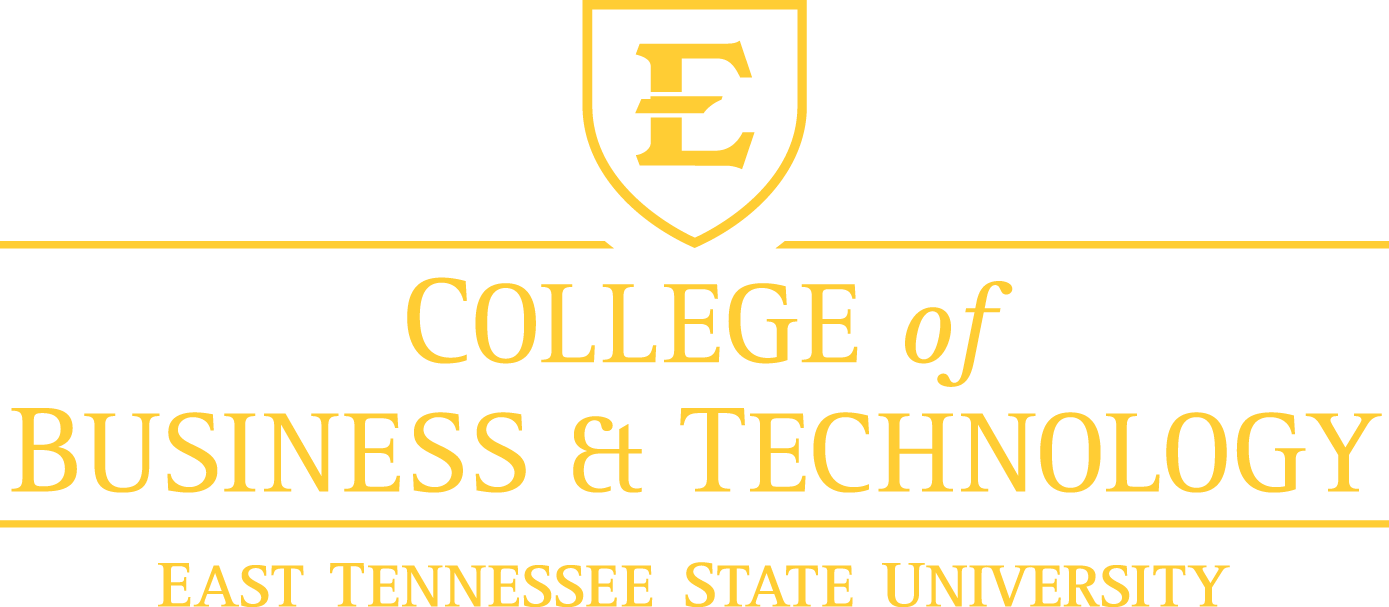 E
COLLEGE of
BUSINESS & TECHNOLOGY
EAST TENNESSEE STATE UNIVERSITY